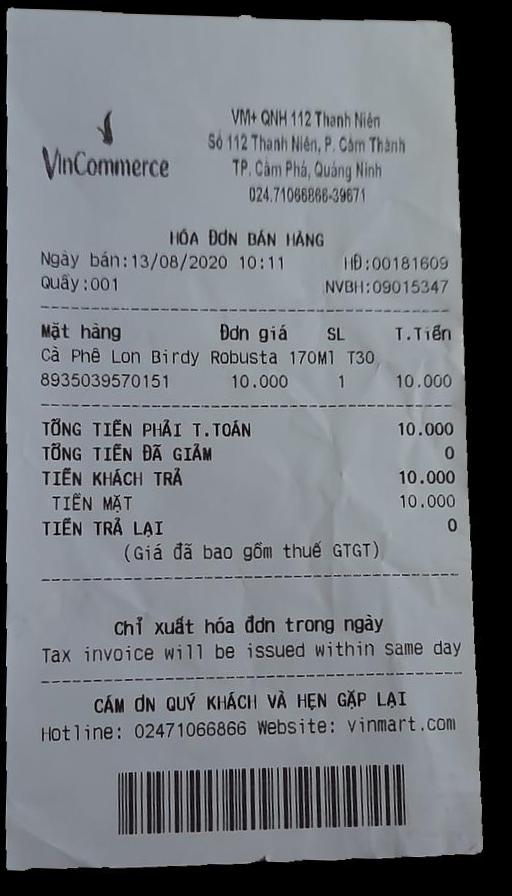 VinCommerce
VM+ QNH 112 Thanh Niên
Số 112 Thanh Niên, P. Cẩm Thành
TP. Cẩm Phả, Quảng Ninh
024.71066866-39671
HÓA ĐƠN BÁN HÀNG
Ngày bán:13/08/2020 10:11 HĐ:00181609
Quầy:001 NVBH:09015347
Mặt hàng Đơn giá SL T.Tiền
Cà Phê Lon Birdy Robusta 170Ml T30
8935039570151 10.000 1 10.000
TỔNG TIỀN PHẢI T.TOÁN 10.000
TỔNG TIỀN ĐÃ GIẢM 0
TIỀN KHÁCH TRẢ 10.000
TIỀN MẶT 10.000
TIỀN TRẢ LẠI 0
(Giá đã bao gồm thuế GTGT)
Chỉ xuất hóa đơn trong ngày
Tax invoice will be issued within same day
CẢM ƠN QUÝ KHÁCH VÀ HẸN GẶP LẠI
Hotline: 02471066866 Website: vinmart.com